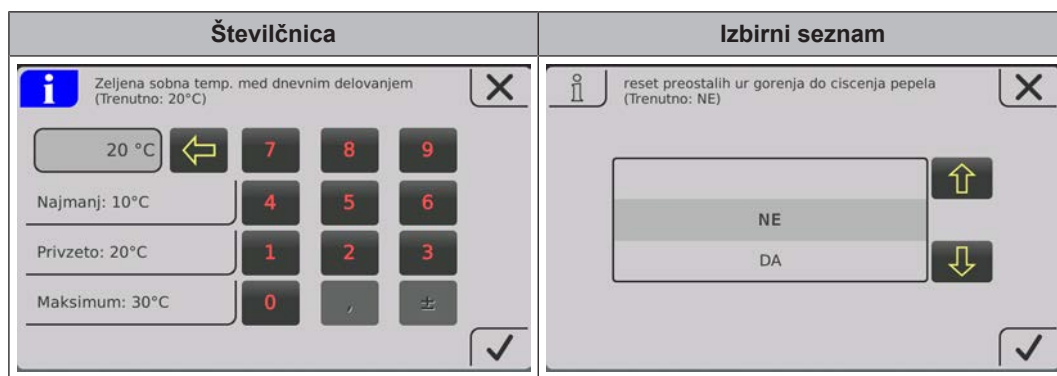 Številčnica
Izbirni seznam
i
Zeljena sobna temp. med dnevnim delovanjem
(Trenutno: 20°C)
20 °C
7 8 9
Najmanj: 10°C
4 5 6
Privzeto: 20°C
1 2 3
Maksimum: 30°C
0 , ±
i
reset preostalih ur gorenja do ciscenja pepela
(Trenutno: NE)
NE
DA